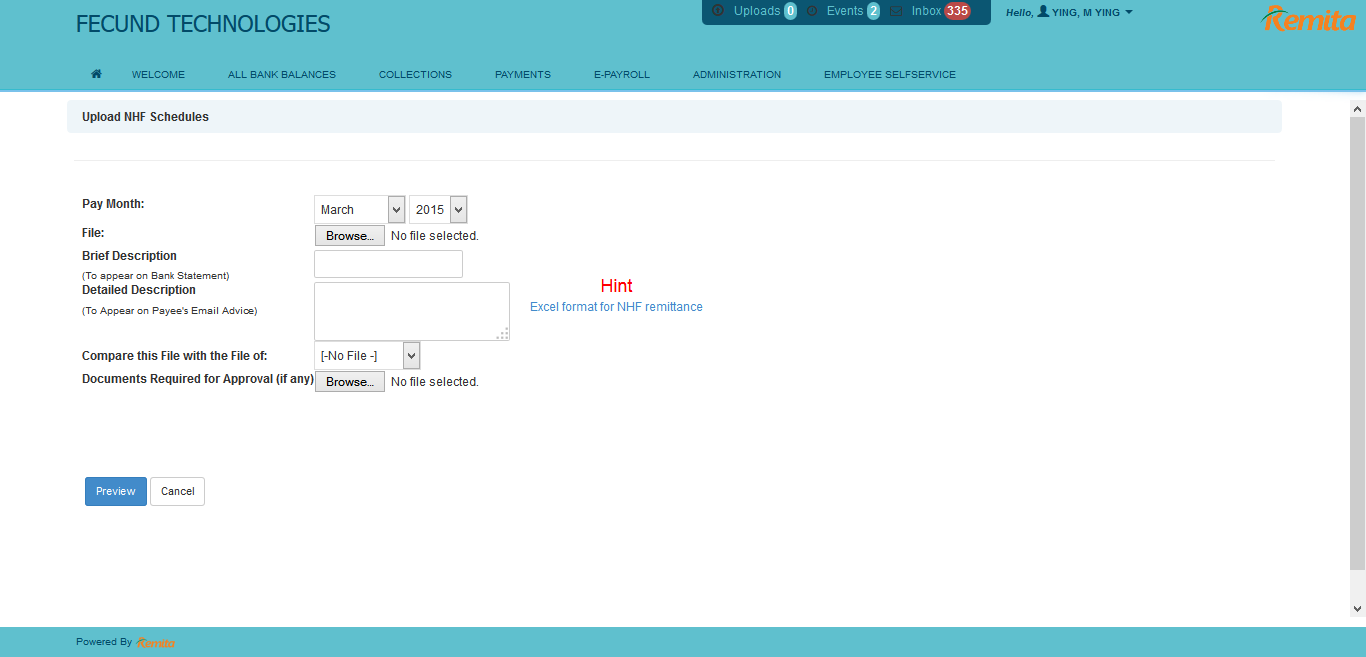 FECUND TECHNOLOGIES
Uploads 0 Events 2 Inbox 335
Hello, YING, M YING
Remita
WELCOME ALL BANK BALANCES COLLECTIONS PAYMENTS E-PAYROLL ADMINISTRATION EMPLOYEE SELFSERVICE
Upload NHF Schedules
Pay Month: March 2015
File: Browse... No file selected.
Brief Description
(To appear on Bank Statement)
Detailed Description
(To Appear on Payee's Email Advice)
Hint
Excel format for NHF remittance
Compare this File with the File of: [-No File -]
Documents Required for Approval (if any) Browse... No file selected.
Preview Cancel
Powered By Remita